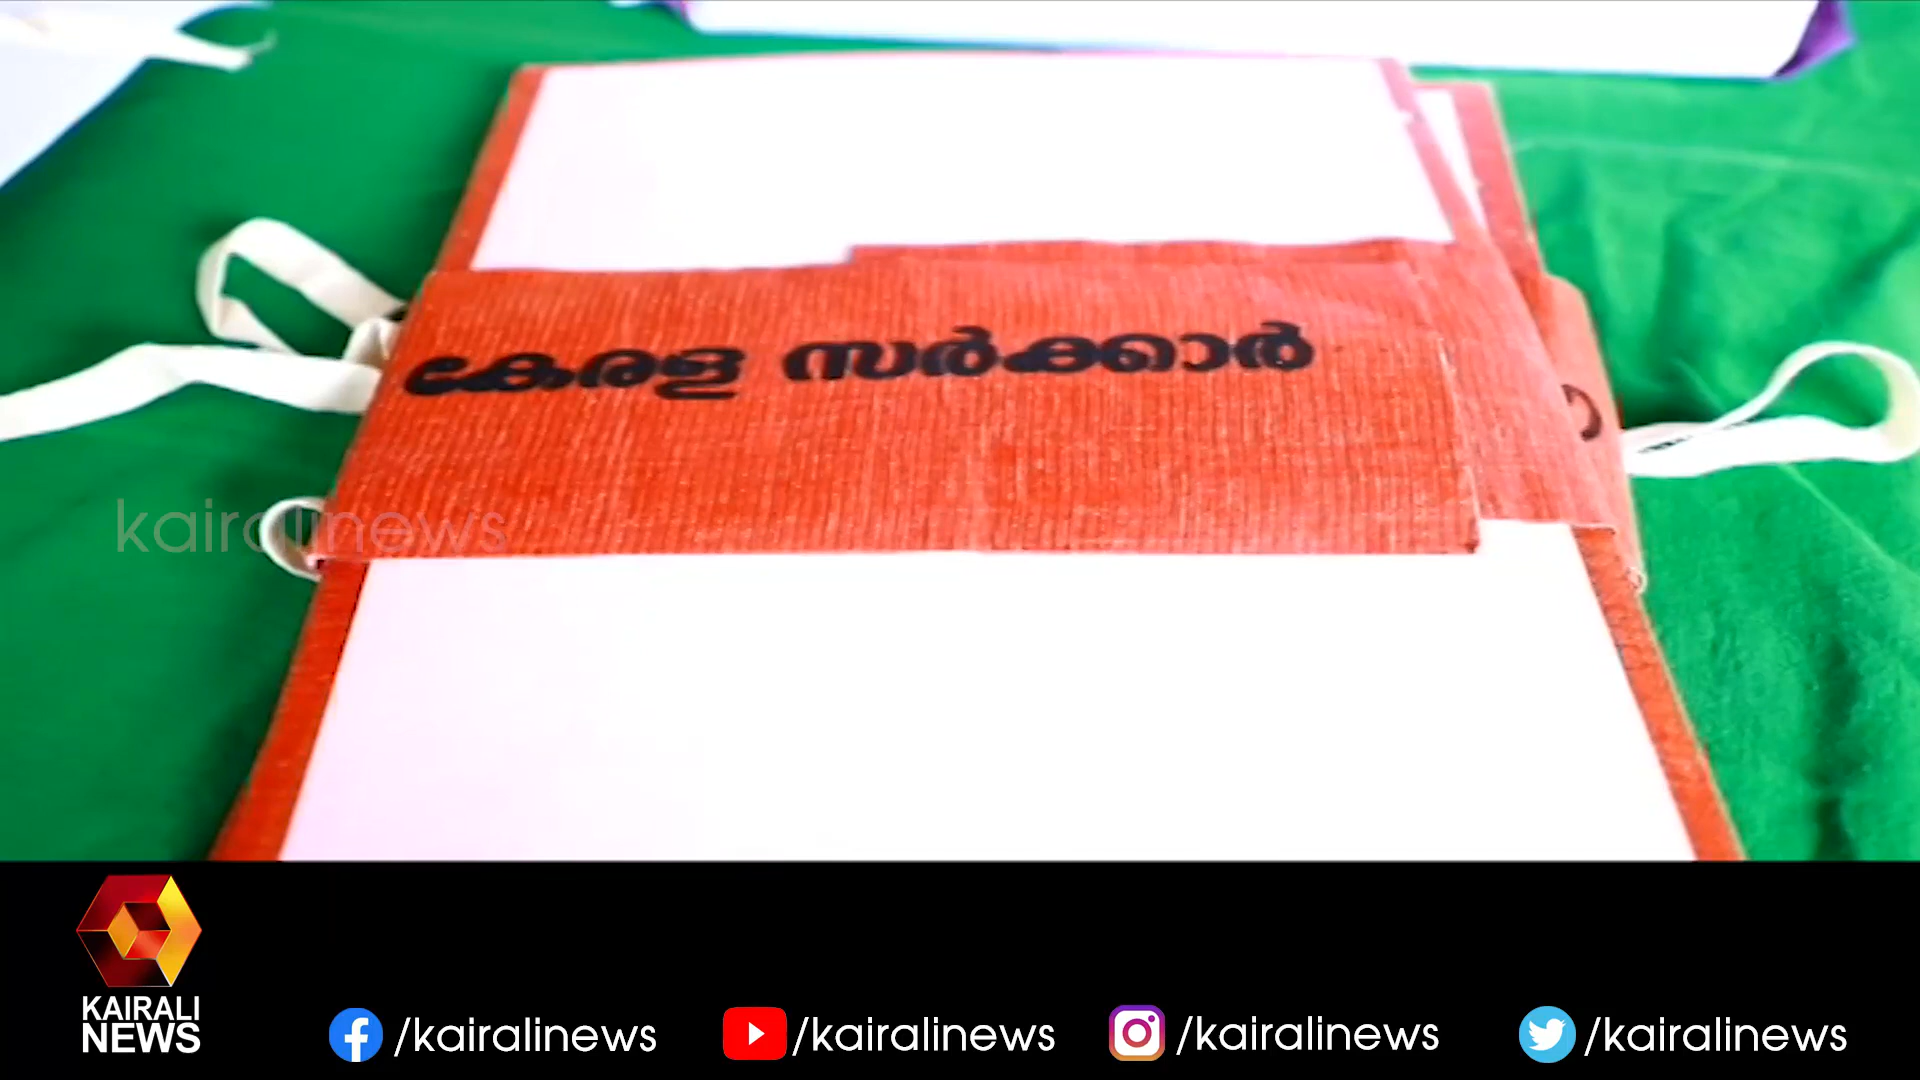 കേരള സർക്കാർ
kairalinews
KAIRALI
NEWS
/kairalinews
/kairalinews
/kairalinews
/kairalinews